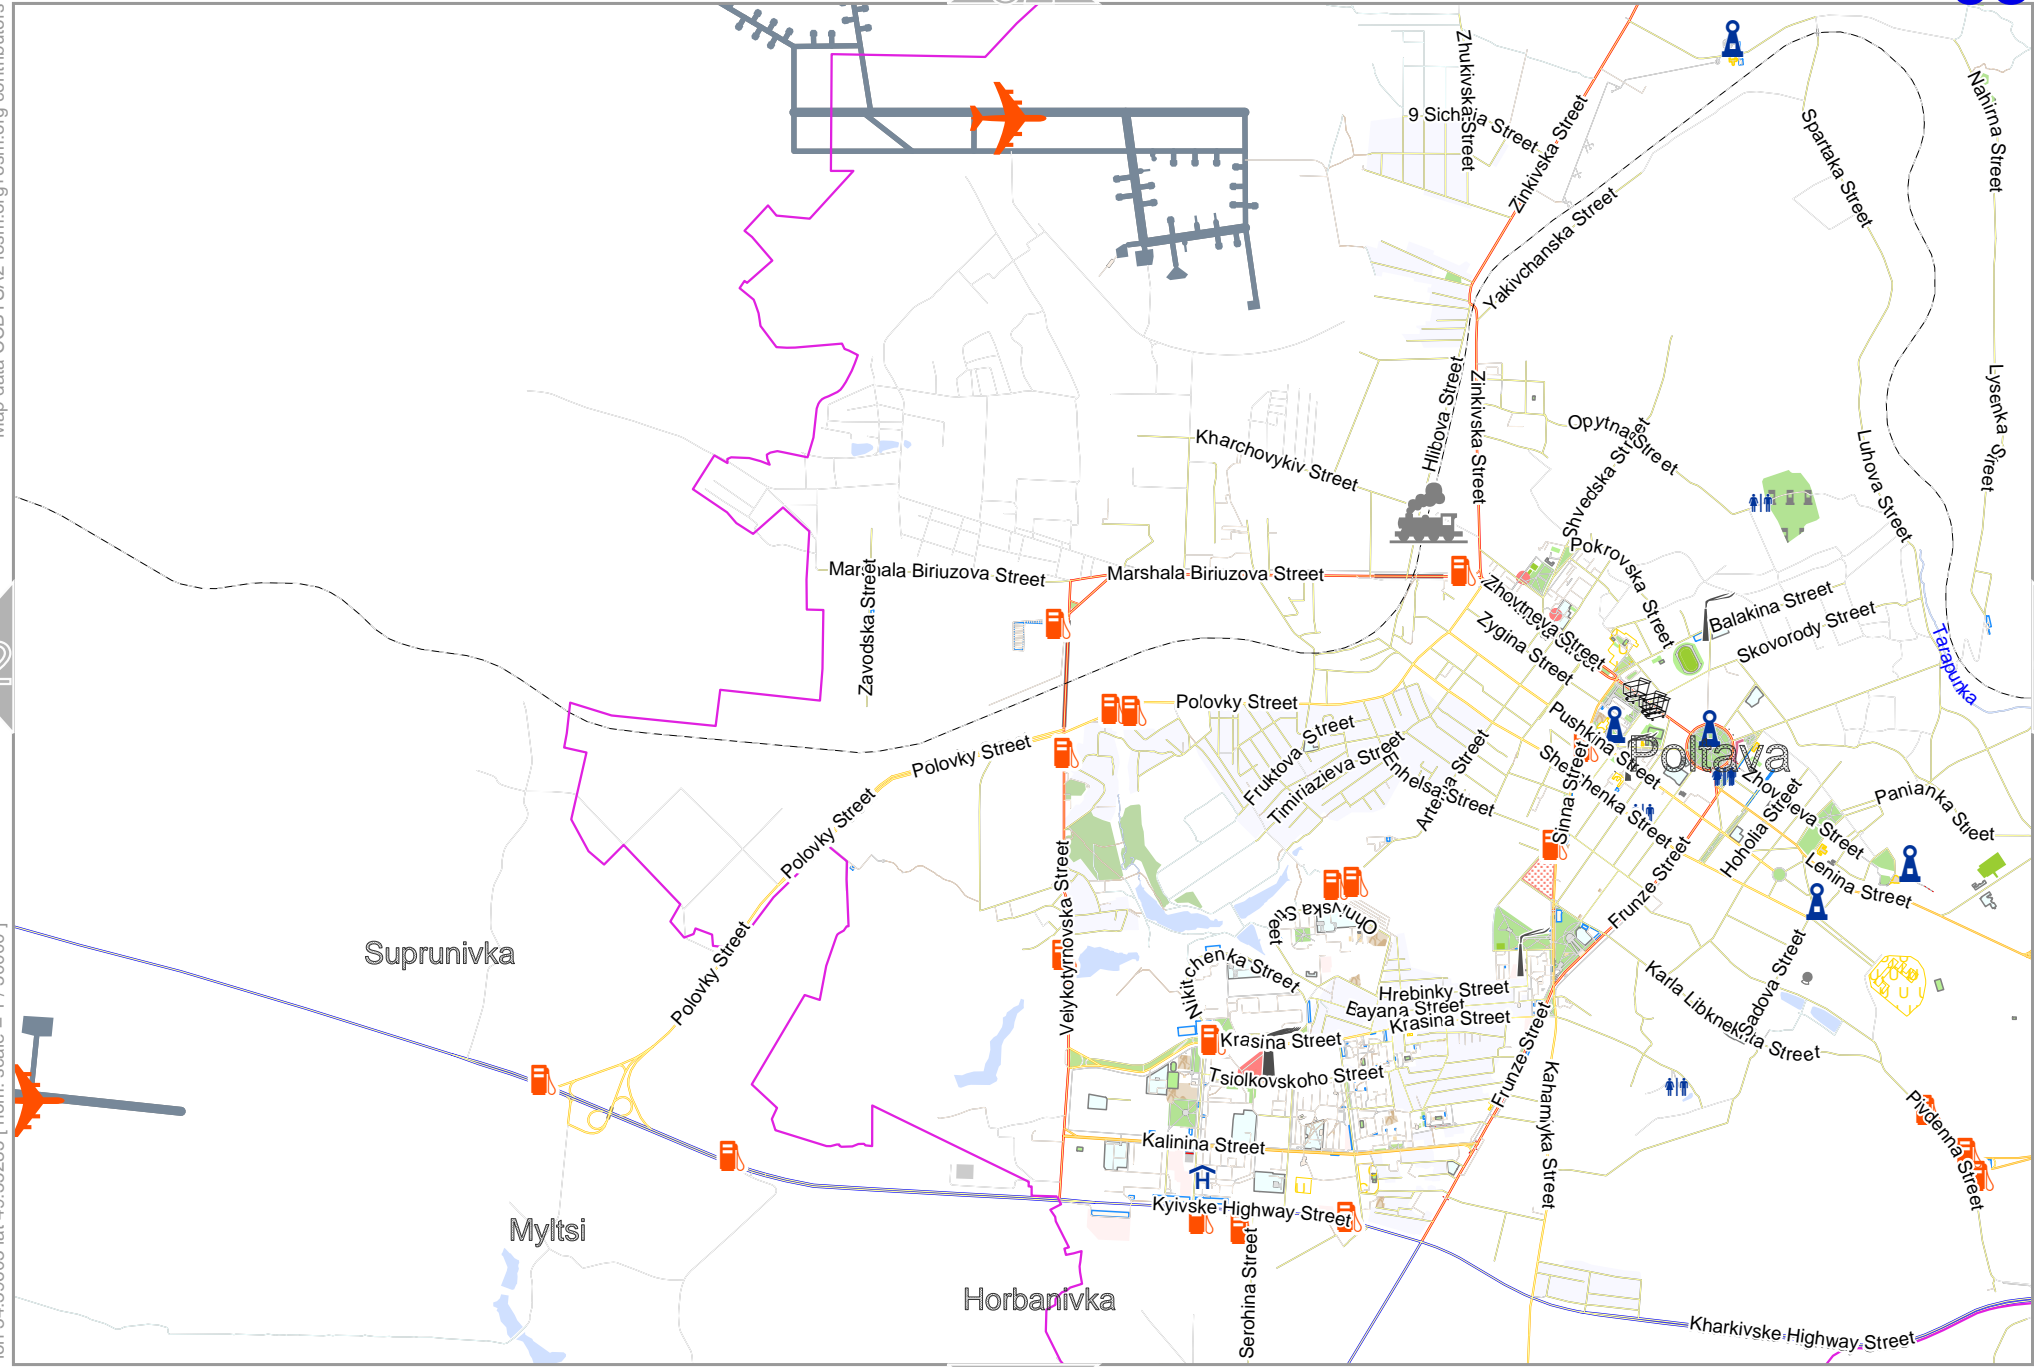 Zhukivska Street
9 Sichnia Street
Zinkivska Street
Nahirna Street
Spartaka Street
Yakivchanska Street
Hlibova Street
Zinkivska Street
Lysenka Street
Opytna Street
Kharchovykiv Street
Shvedska Street
Luhova Street
Pokrovska Street
Marshala Biriuzova Street
Marshala Biriuzova Street
Zavodska Street
Zhovtneva Street
Balakina Street
Zygina Street
Skovorody Street
Tarapunka
Polovky Street
Polovky Street
Pushkina Street
Poltava
Fruktova Street
Timiriazieva Street
Enhelsa Street
Artema Street
Shevchenka Street
Sinna Street
Zhovtneva Street
Panianka Street
Hoholia Street
Polovky Street
Velykotyrnovska Street
Lenina Street
Frunze Street
Ohnivska Street
Suprunivka
Polovky Street
Nikitchenka Street
Karla Libknekhta Street
Sadova Street
Hrebinky Street
Eayana Street
Krasina Street
Krasina Street
Tsiolkovskoho Street
Frunze Street
Kahamlyka Street
Pivdenna Street
Kalinina Street
Kyivske Highway Street
Myltsi
Horbanivka
Serohina Street
Kharkivske Highway Street